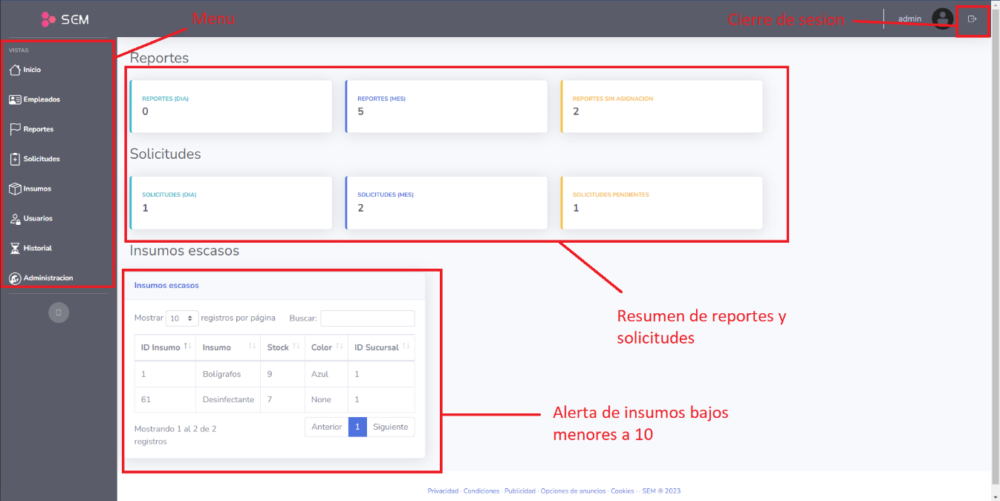 SEM
Menu
Cierre de sesion
admin
VISTAS
Inicio
Empleados
Reportes
Solicitudes
Insumos
Usuarios
Historial
Administracion
Reportes
REPORTES (DIA)
0
REPORTES (MES)
5
REPORTES SIN ASIGNACION
2
Solicitudes
SOLICITUDES (DIA)
1
SOLICITUDES (MES)
2
SOLICITUDES PENDIENTES
1
Resumen de reportes y
solicitudes
Insumos escasos
Insumos escasos
Mostrar 10 registros por página Buscar:
ID Insumo Insumo Stock Color ID Sucursal
1 Bolígrafos 9 Azul 1
61 Desinfectante 7 None 1
Mostrando 1 al 2 de 2
registros
Anterior 1 Siguiente
Alerta de insumos bajos
menores a 10
Privacidad · Condiciones · Publicidad · Opciones de anuncios · Cookies · · SEM ® 2023